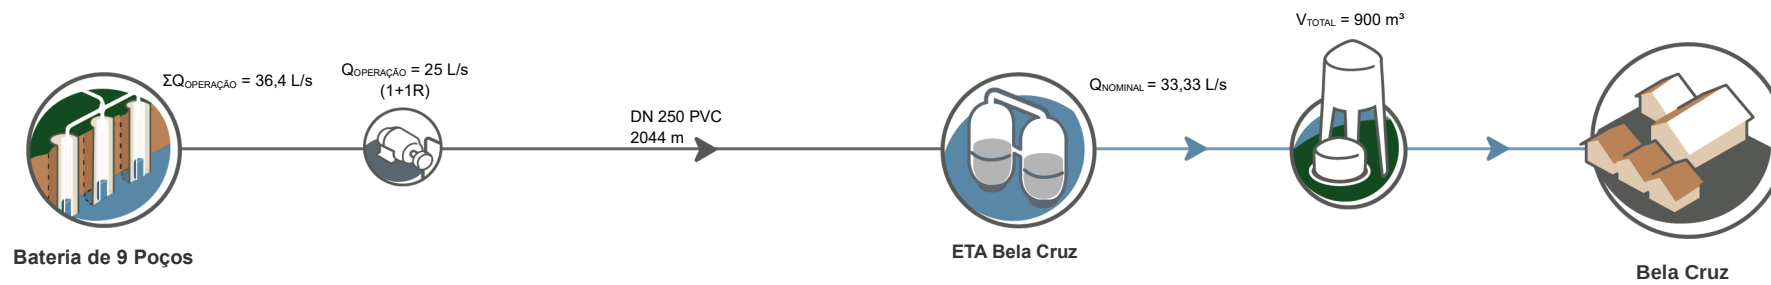 ΣQOPERAÇÃO = 36,4 L/s
QOPERAÇÃO = 25 L/s
(1+1R)
DN 250 PVC
2044 m
QNOMINAL = 33,33 L/s
VTOTAL = 900 m³
Bateria de 9 Poços
ETA Bela Cruz
Bela Cruz